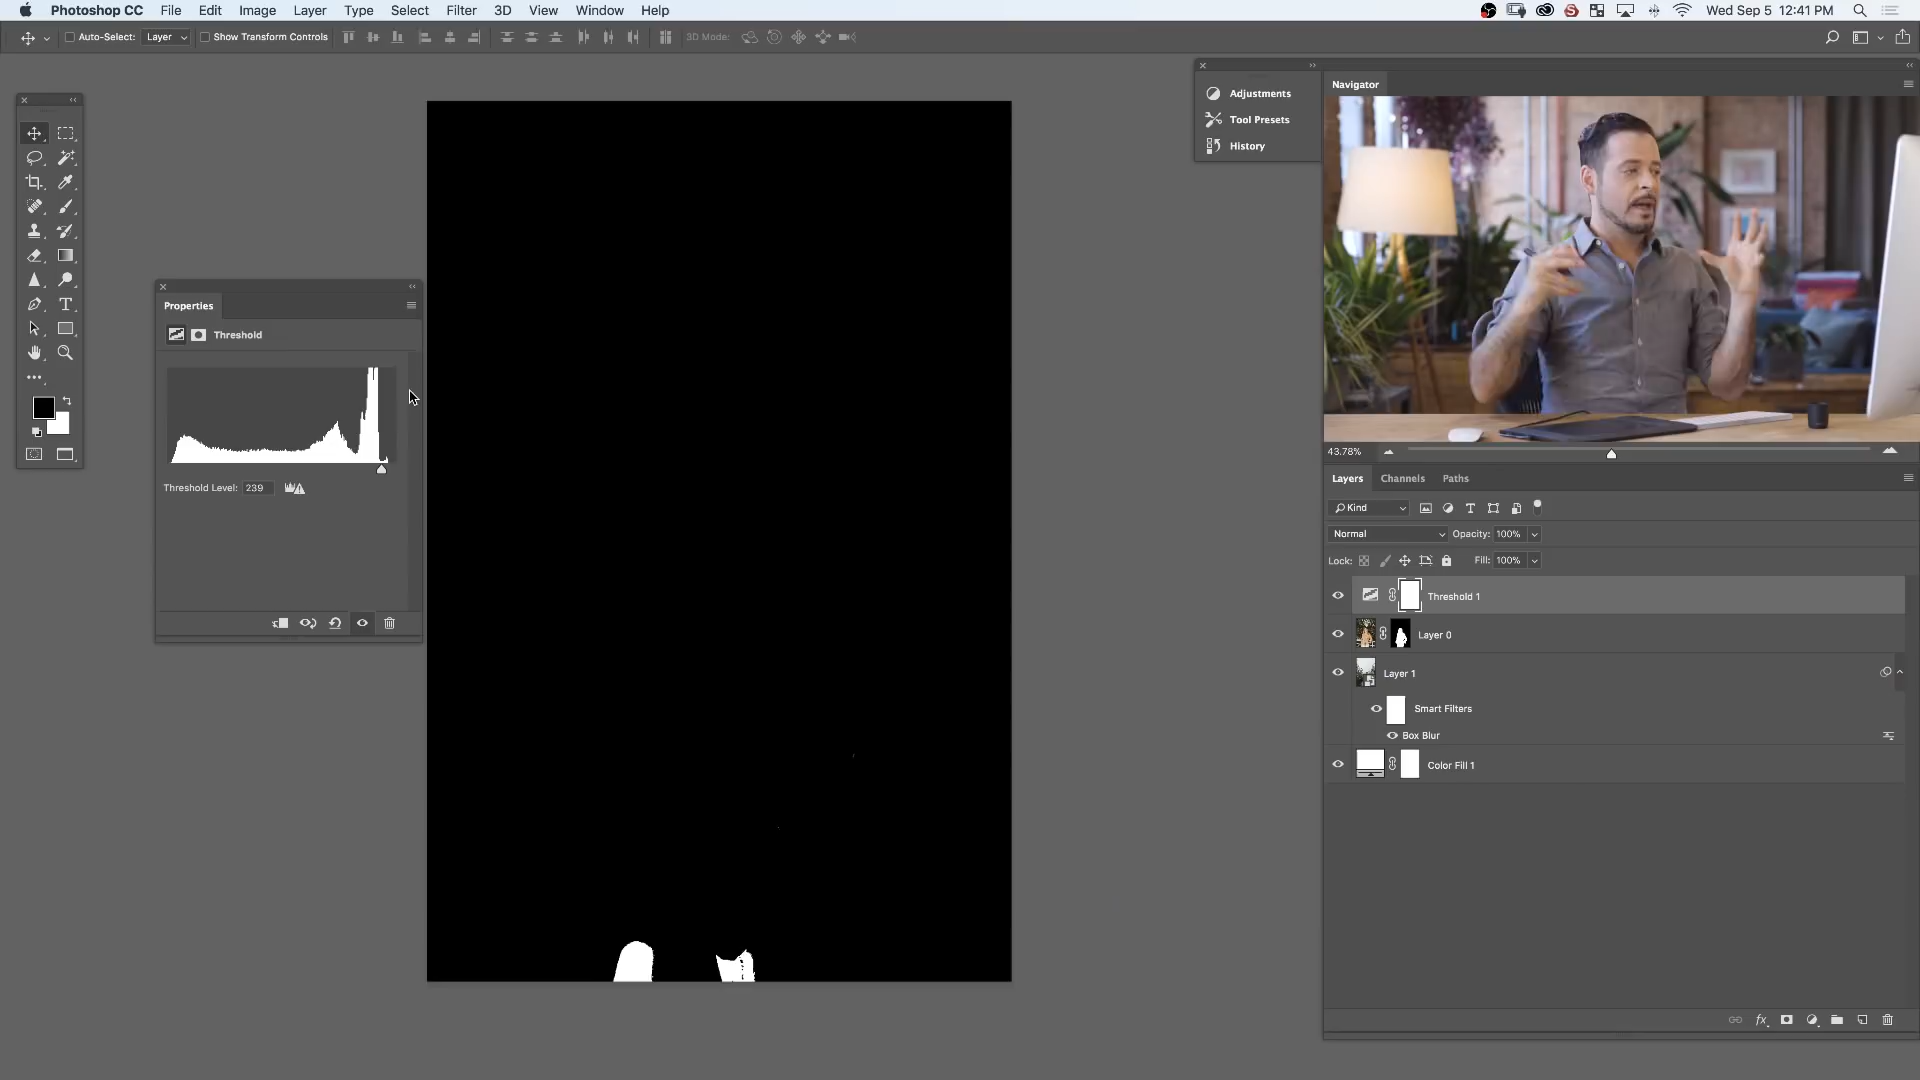 Photoshop CC File Edit Image Layer Type Select Filter 3D View Window Help Wed Sep 5 12:41 PM
Auto-Select: Layer Show Transform Controls 3D Mode:
Adjustments
Tool Presets
History
Navigator
Properties
Threshold
Threshold Level: 239
43.78%
Layers Channels Paths
Kind
Normal Opacity: 100%
Lock: Fill: 100%
Threshold 1
Layer 0
Layer 1
Smart Filters
Box Blur
Color Fill 1
fx